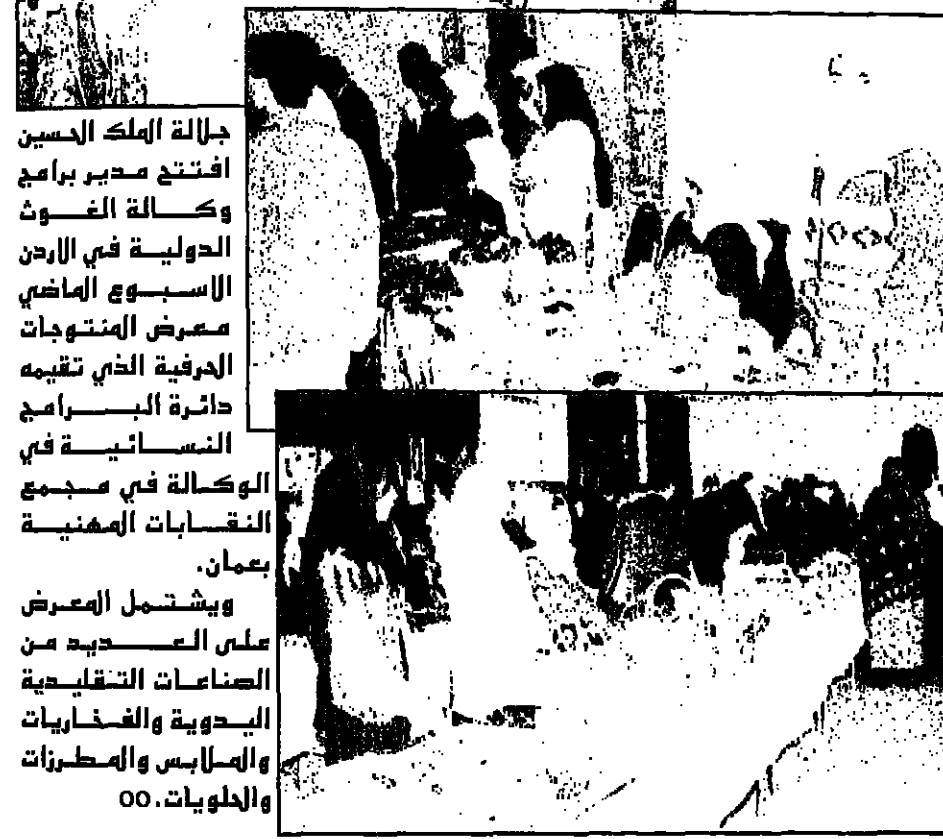 جلالة الملك الحسين
افتتح مدير برامج
وكالة الغوث
الدولية في الاردن
الاسبوع الماضي
معرض المنتوجات
الحرفية الذي تقيمه
دائرة البرامج
النسائية في
الوكالة في مجمع
النقابات المهنية
بعمان.
ويشتمل المعرض
على العديد من
الصناعات التقليدية
اليدوية والفخاريات
والملابس والمطرزات
والحلويات.oo